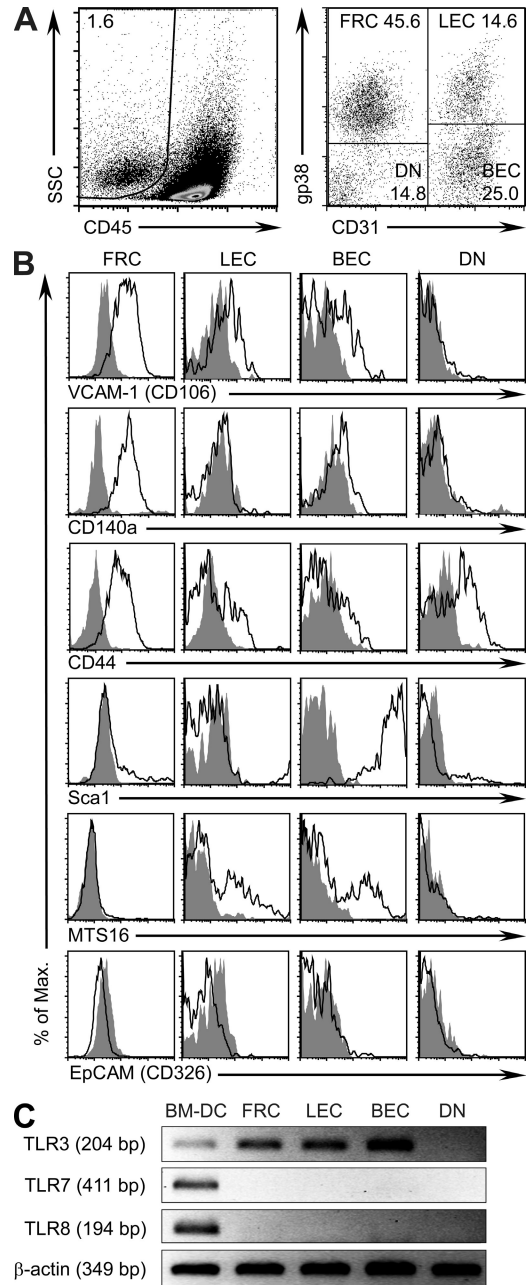 A
1.6
SSC
CD45
FRC 45.6 LEC 14.6
gp38
DN
14.8
BEC
25.0
CD31
B
FRC LEC BEC DN
VCAM-1 (CD106)
CD140a
CD44
Sca1
MTS16
EpCAM (CD326)
% of Max.
C
BM-DC FRC LEC BEC DN
TLR3 (204 bp)
TLR7 (411 bp)
TLR8 (194 bp)
β-actin (349 bp)